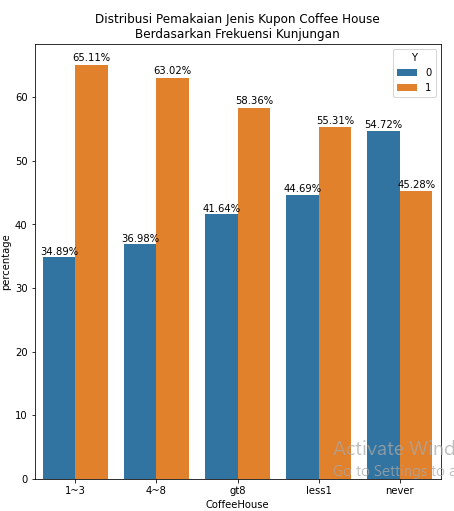 Distribusi Pemakaian Jenis Kupon Coffee House
Berdasarkan Frekuensi Kunjungan
Y
0
1
65.11%
63.02%
58.36%
55.31%
54.72%
45.28%
44.69%
41.64%
36.98%
34.89%
60
50
40
30
20
10
0
percentage
1~3
4~8
gt8
less1
never
CoffeeHouse
Activate Wind
Go to Settings to a